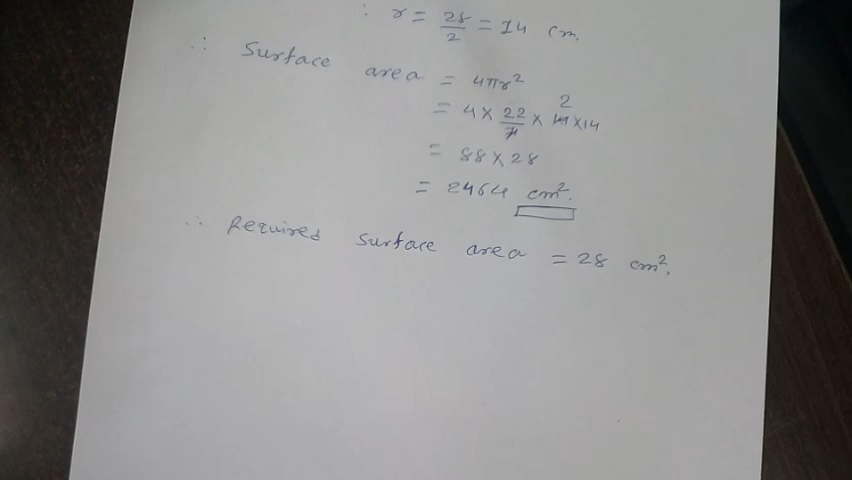 ∴ r = 28/2 = 14 cm.
∴ Surface area = 4πr²
= 4 × 22/7 × 14 × 14 2
= 88 × 28
= 2464 cm².
∴ Required surface area = 28 cm².